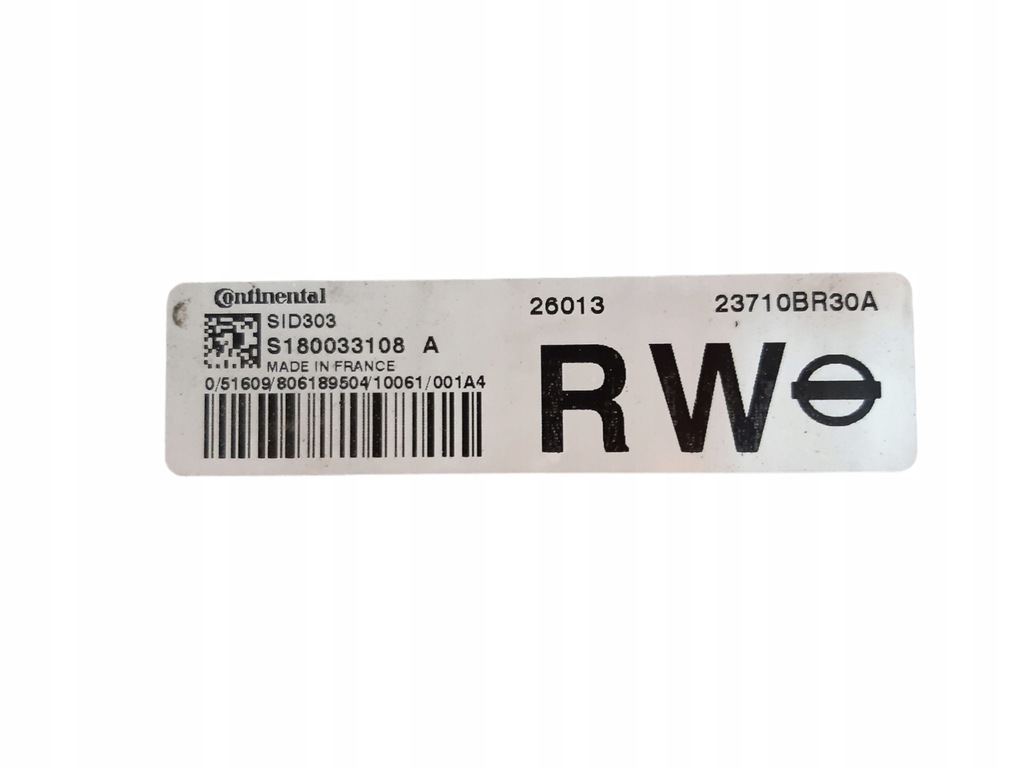 Continental
SID303
S180033108 A
MADE IN FRANCE
0/51609/806189504/10061/001A4
26013 23710BR30A
RW